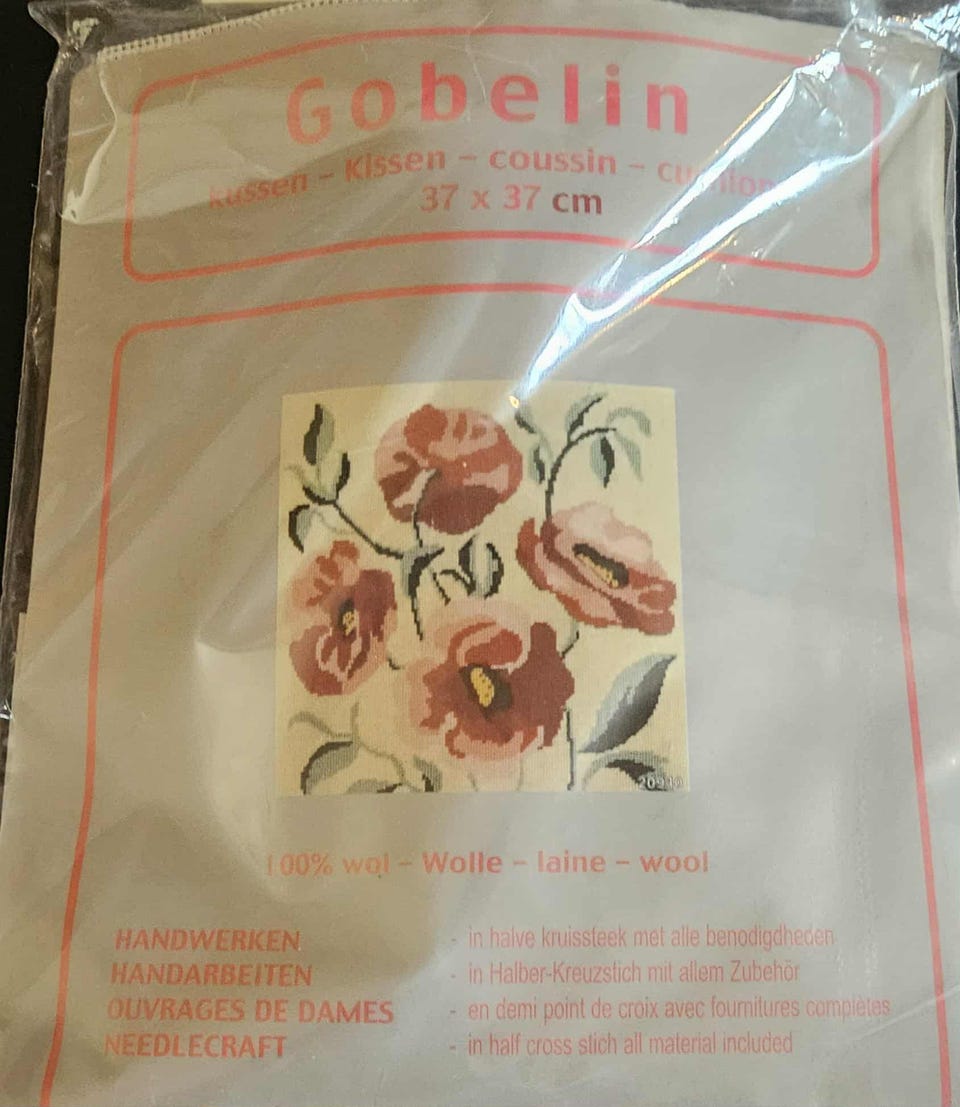 Gobelin
kussen – Kissen – coussin – cushion
37 x 37 cm
100% wol – Wolle – laine – wool
HANDWERKEN - in halve kruissteek met alle benodigdheden
HANDARBEITEN - in Halber-Kreuzstich mit allem Zubehör
OUVRAGES DE DAMES - en demi point de croix avec fournitures complètes
NEEDLECRAFT - in half cross stich all material included